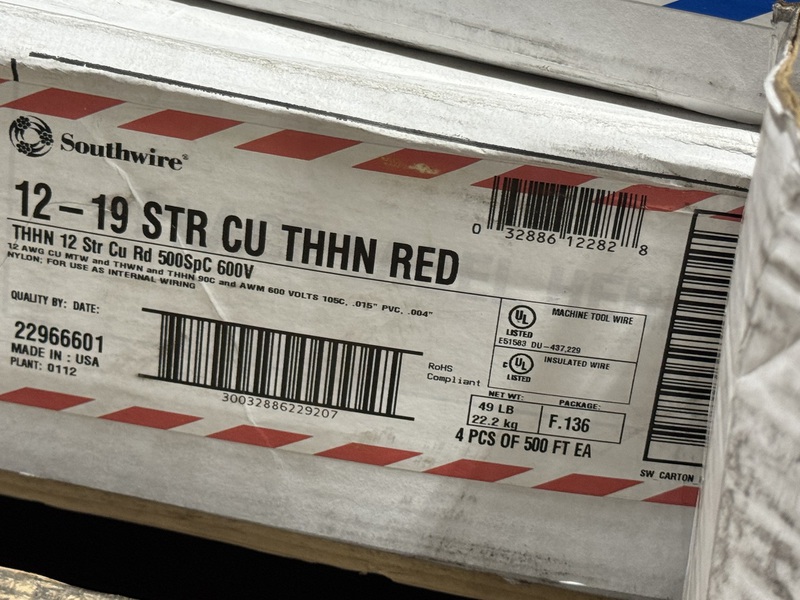 Southwire®
12-19 STR CU THHN RED
THHN 12 Str Cu Rd 500SpC 600V
12 AWG CU MTW and THWN and THHN 90C and AWM 600 VOLTS 105C, .015" PVC, .004"
NYLON; FOR USE AS INTERNAL WIRING
QUALITY BY: DATE:
22966601
MADE IN : USA
PLANT: 0112
30032886229207
0 32886 12282 8
RoHS
Compliant
UL
LISTED
MACHINE TOOL WIRE
E51583 DU-437,229
c UL
LISTED
INSULATED WIRE
NET WT:
49 LB
22.2 kg
PACKAGE:
F.136
4 PCS OF 500 FT EA
SW CARTON